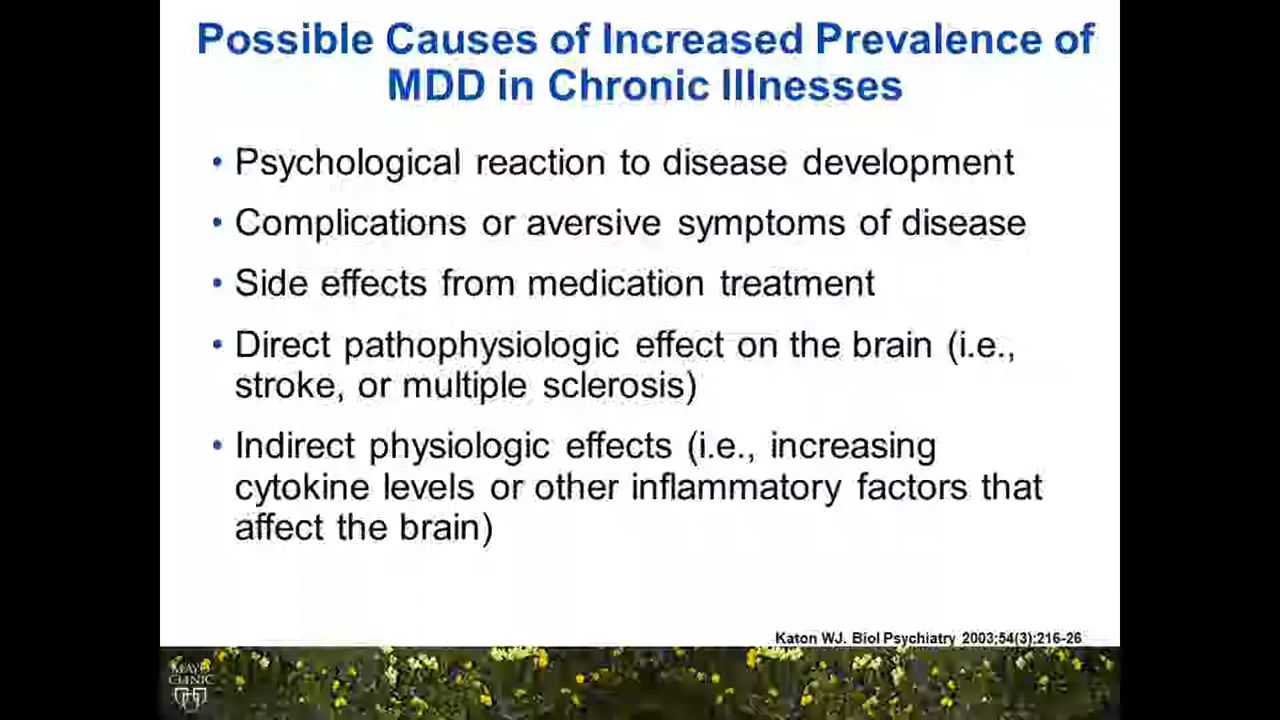 Possible Causes of Increased Prevalence of
MDD in Chronic Illnesses
• Psychological reaction to disease development
• Complications or aversive symptoms of disease
• Side effects from medication treatment
• Direct pathophysiologic effect on the brain (i.e.,
stroke, or multiple sclerosis)
• Indirect physiologic effects (i.e., increasing
cytokine levels or other inflammatory factors that
affect the brain)
Katon WJ. Biol Psychiatry 2003;54(3):216-26
MAYO
CLINIC